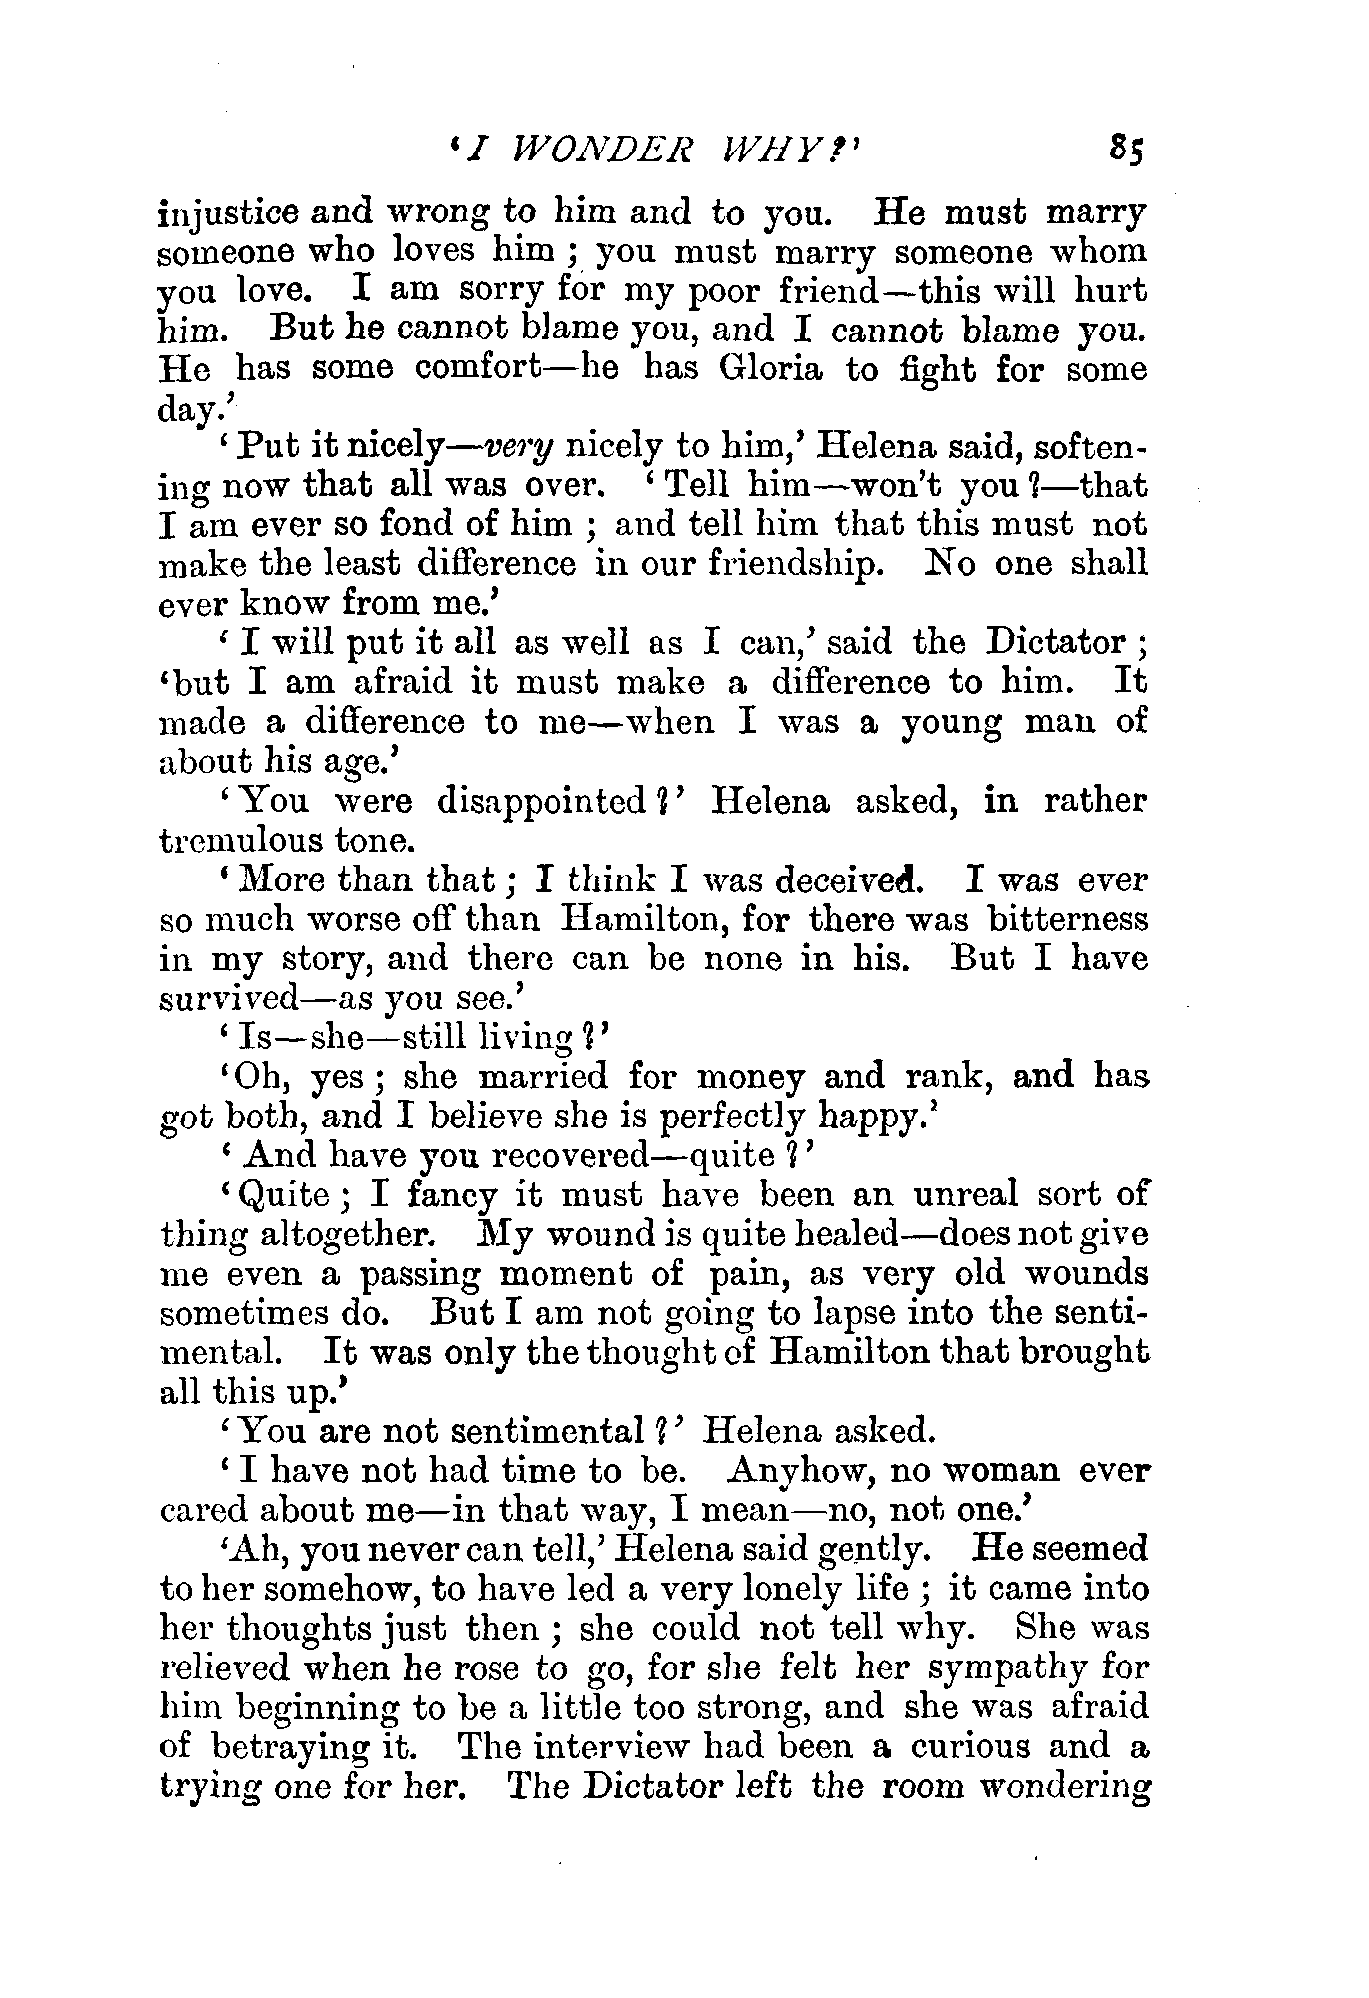 ‘I WONDER WHY?’ 85
injustice and wrong to him and to you. He must marry
someone who loves him ; you must marry someone whom
you love. I am sorry for my poor friend—this will hurt
him. But he cannot blame you, and I cannot blame you.
He has some comfort—he has Gloria to fight for some
day.’
‘Put it nicely—very nicely to him,’ Helena said, soften-
ing now that all was over. ‘Tell him—won’t you?—that
I am ever so fond of him ; and tell him that this must not
make the least difference in our friendship. No one shall
ever know from me.’
‘I will put it all as well as I can,’ said the Dictator ;
‘but I am afraid it must make a difference to him. It
made a difference to me—when I was a young man of
about his age.’
‘You were disappointed?’ Helena asked, in rather
tremulous tone.
‘More than that ; I think I was deceived. I was ever
so much worse off than Hamilton, for there was bitterness
in my story, and there can be none in his. But I have
survived—as you see.’
‘Is—she—still living?’
‘Oh, yes ; she married for money and rank, and has
got both, and I believe she is perfectly happy.’
‘And have you recovered—quite?’
‘Quite ; I fancy it must have been an unreal sort of
thing altogether. My wound is quite healed—does not give
me even a passing moment of pain, as very old wounds
sometimes do. But I am not going to lapse into the senti-
mental. It was only the thought of Hamilton that brought
all this up.’
‘You are not sentimental?’ Helena asked.
‘I have not had time to be. Anyhow, no woman ever
cared about me—in that way, I mean—no, not one.’
‘Ah, you never can tell,’ Helena said gently. He seemed
to her somehow, to have led a very lonely life ; it came into
her thoughts just then ; she could not tell why. She was
relieved when he rose to go, for she felt her sympathy for
him beginning to be a little too strong, and she was afraid
of betraying it. The interview had been a curious and a
trying one for her. The Dictator left the room wondering